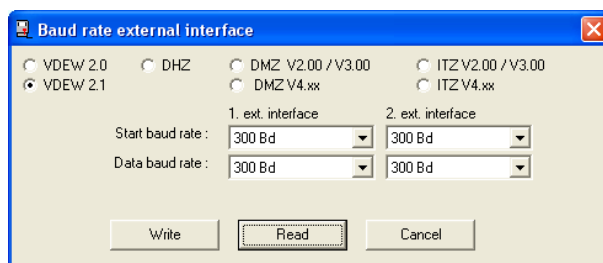 Baud rate external interface
VDEW 2.0 DHZ DMZ V2.00 / V3.00 ITZ V2.00 / V3.00
VDEW 2.1 DMZ V4.xx ITZ V4.xx
1. ext. interface 2. ext. interface
Start baud rate : 300 Bd 300 Bd
Data baud rate : 300 Bd 300 Bd
Write Read Cancel